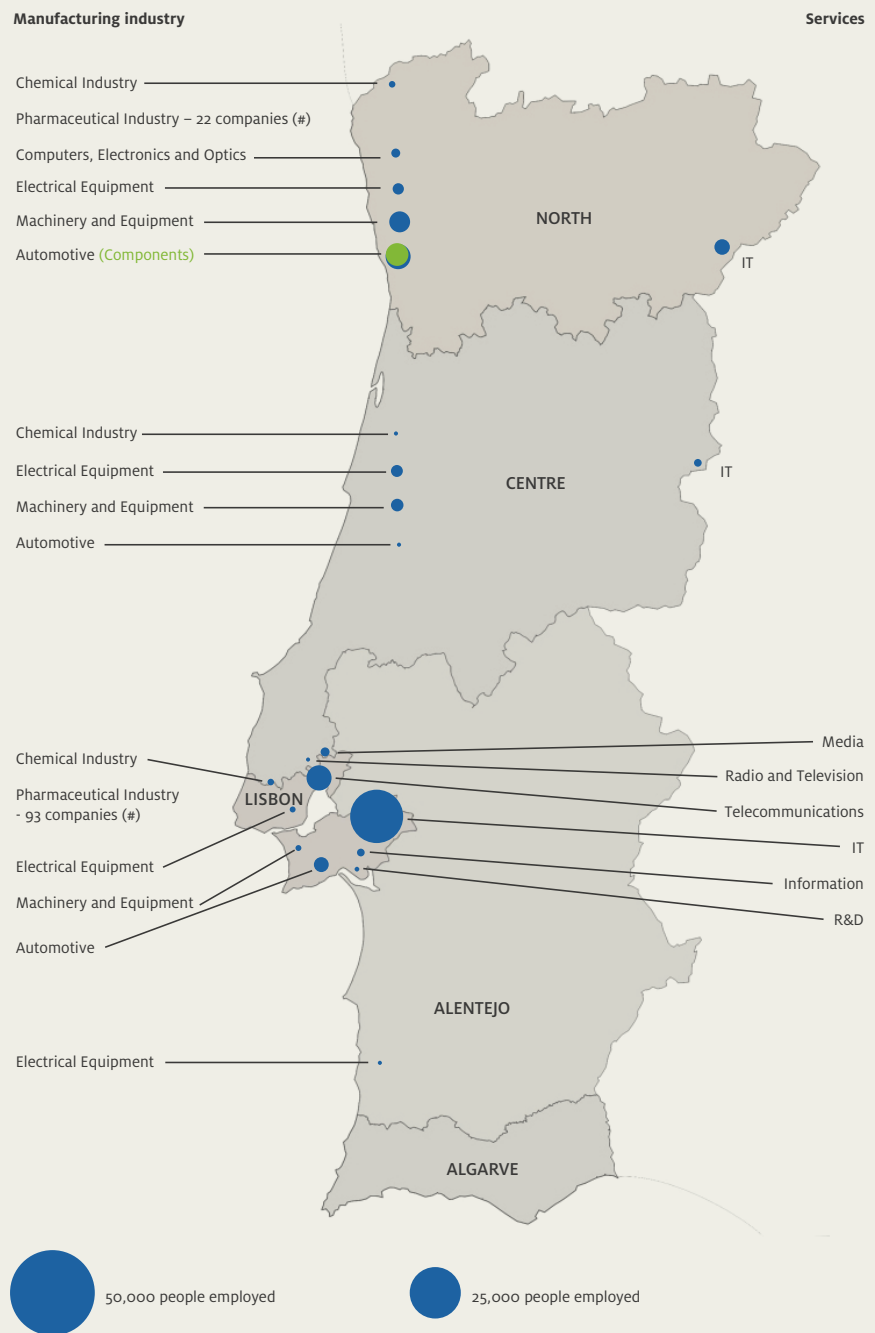 Manufacturing industry
Services
Chemical Industry
Pharmaceutical Industry – 22 companies (#)
Computers, Electronics and Optics
Electrical Equipment
Machinery and Equipment
NORTH
Automotive (Components)
IT
Chemical Industry
Electrical Equipment
IT
CENTRE
Machinery and Equipment
Automotive
Media
Chemical Industry
Radio and Television
Pharmaceutical Industry
- 93 companies (#)
LISBON
Telecommunications
IT
Electrical Equipment
Information
Machinery and Equipment
R&D
Automotive
ALENTEJO
Electrical Equipment
ALGARVE
50,000 people employed
25,000 people employed